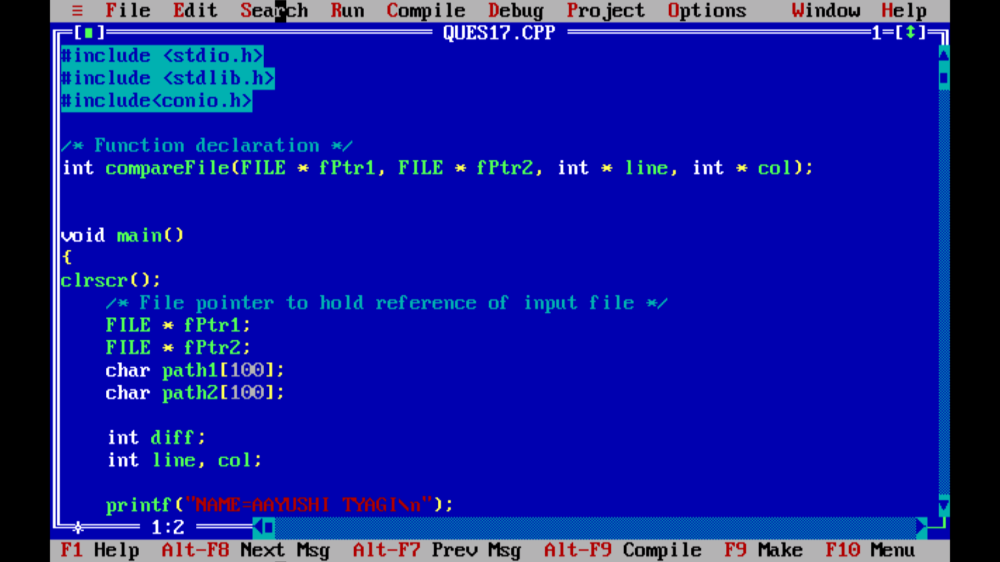 ≡ File Edit Search Run Compile Debug Project Options Window Help
[■] QUES17.CPP 1=[↕]
#include <stdio.h>
#include <stdlib.h>
#include<conio.h>
/* Function declaration */
int compareFile(FILE * fPtr1, FILE * fPtr2, int * line, int * col);
void main()
{
clrscr();
/* File pointer to hold reference of input file */
FILE * fPtr1;
FILE * fPtr2;
char path1[100];
char path2[100];
int diff;
int line, col;
printf("NAME=AAYUSHI TYAGI\n");
1:2
F1 Help Alt-F8 Next Msg Alt-F7 Prev Msg Alt-F9 Compile F9 Make F10 Menu